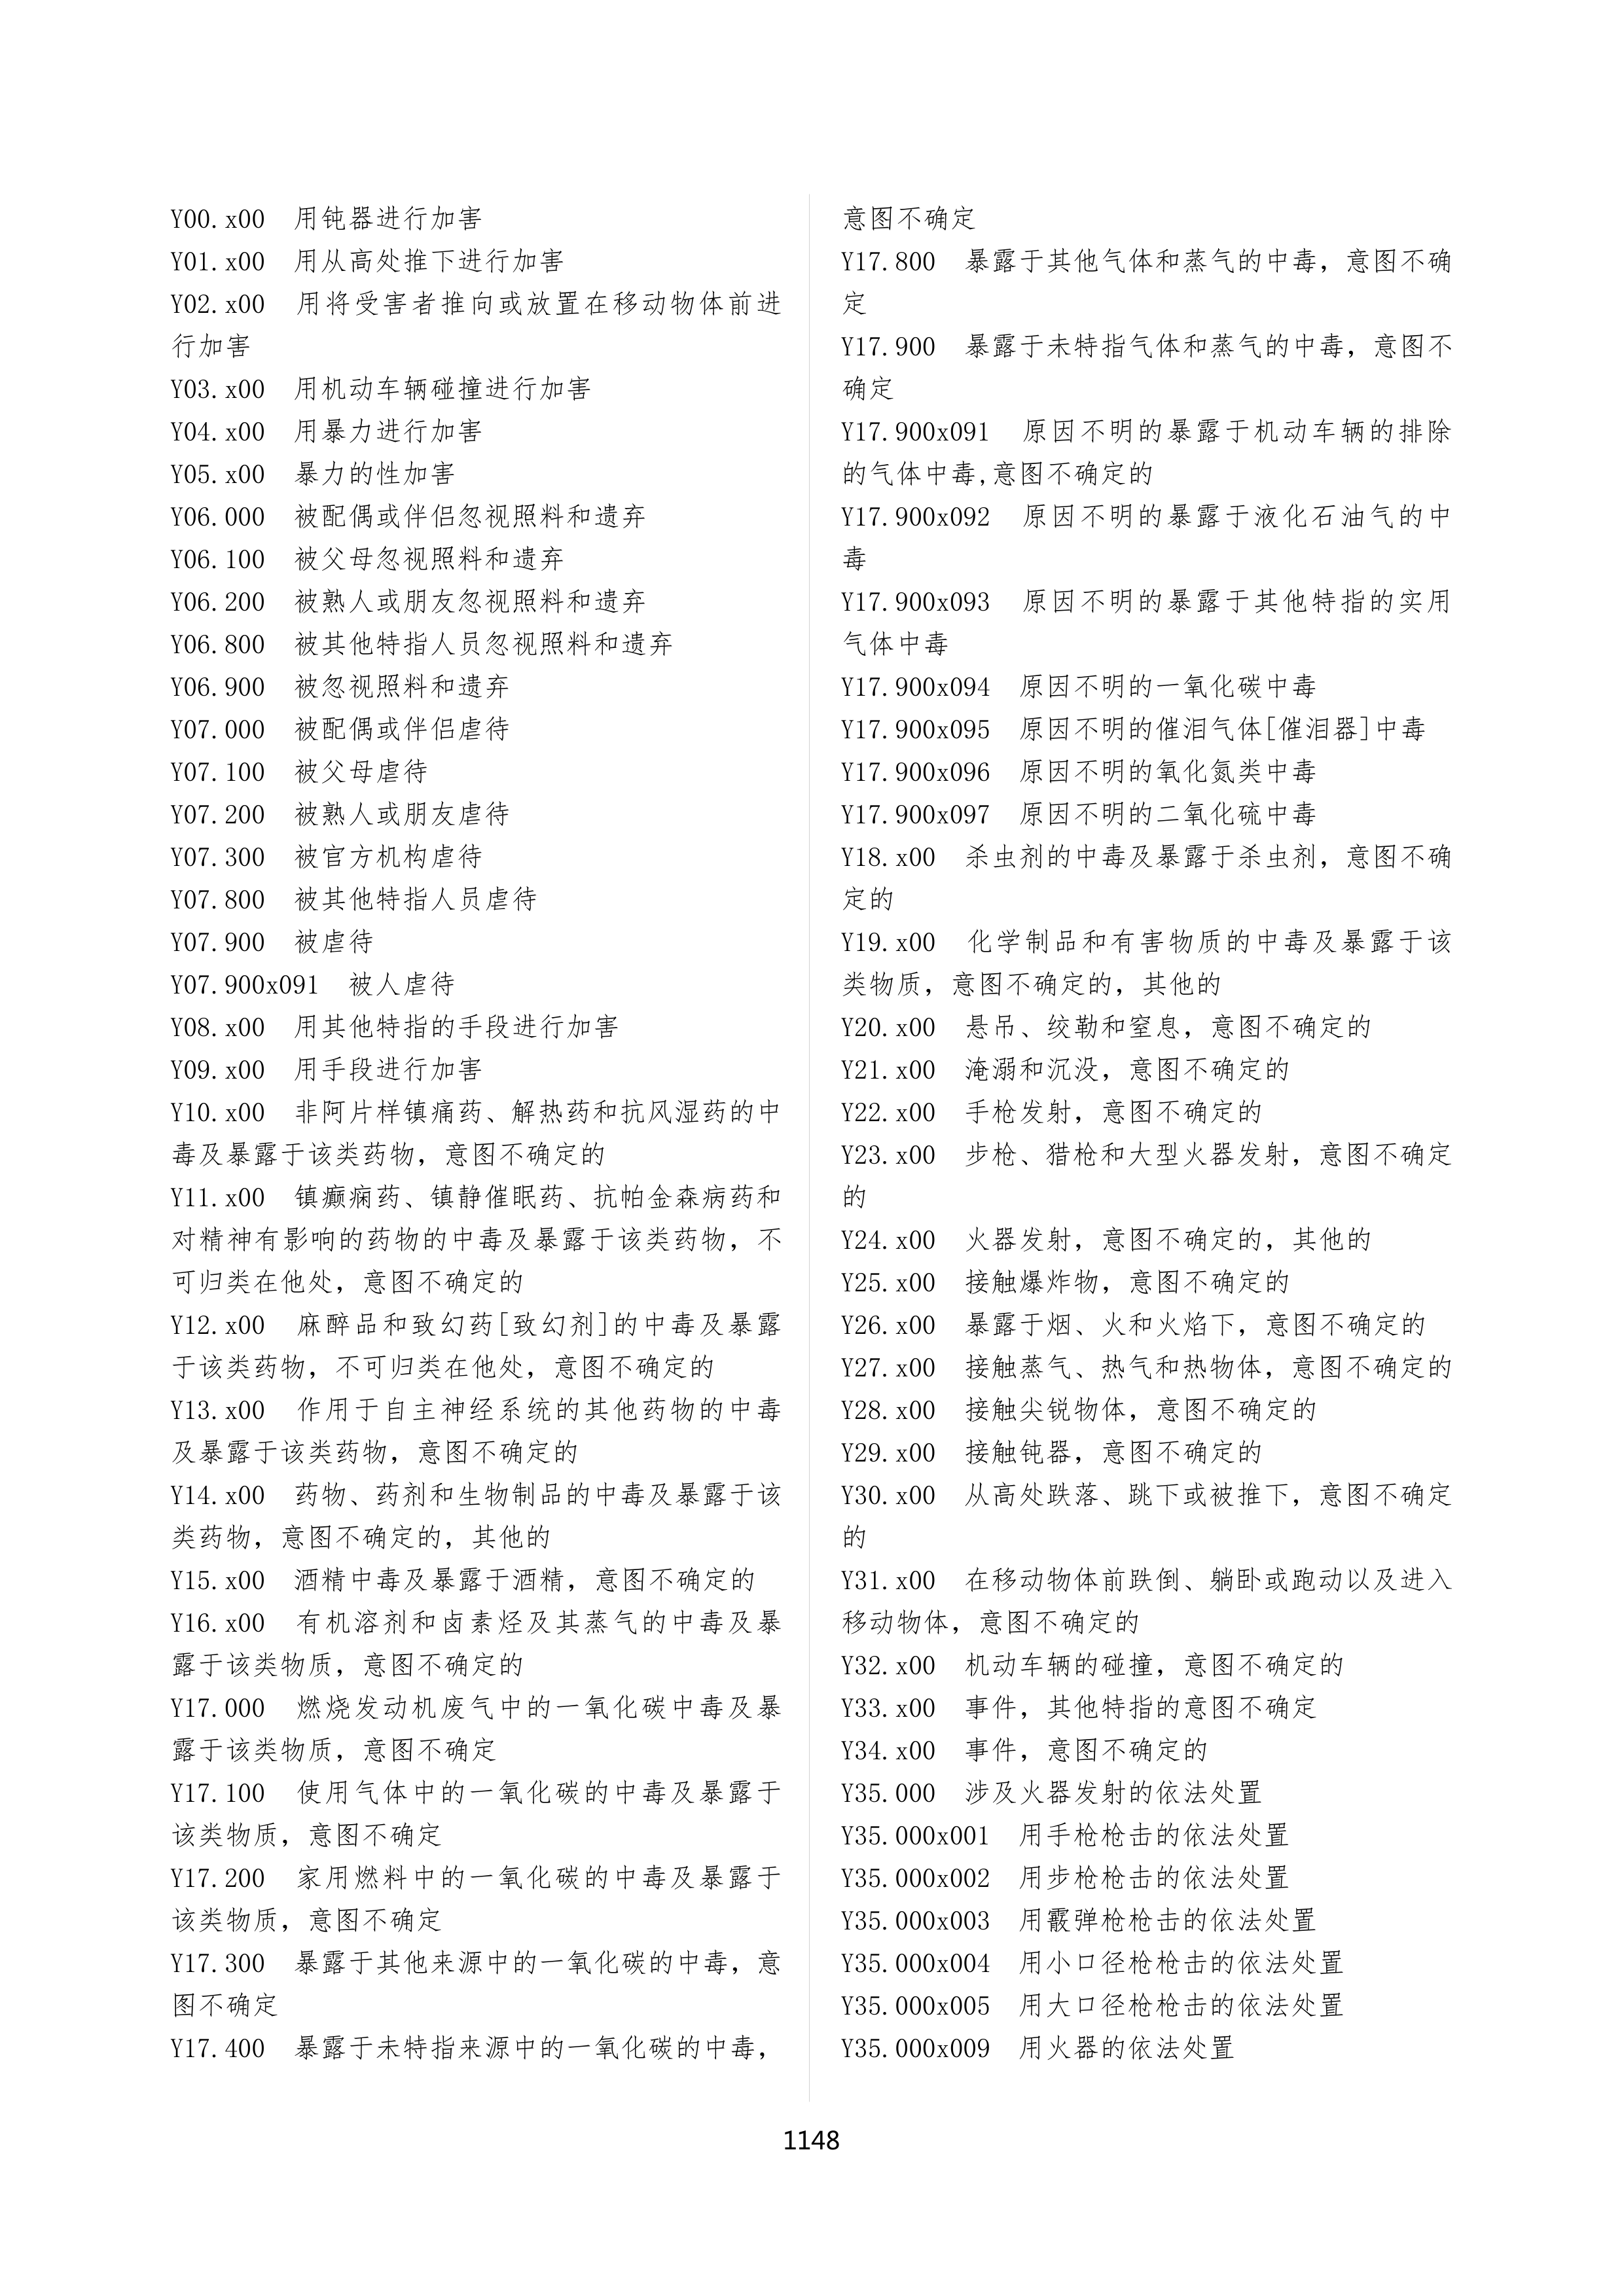 Y00.x00 用钝器进行加害
Y01.x00 用从高处推下进行加害
Y02.x00 用将受害者推向或放置在移动物体前进
行加害
Y03.x00 用机动车辆碰撞进行加害
Y04.x00 用暴力进行加害
Y05.x00 暴力的性加害
Y06.000 被配偶或伴侣忽视照料和遗弃
Y06.100 被父母忽视照料和遗弃
Y06.200 被熟人或朋友忽视照料和遗弃
Y06.800 被其他特指人员忽视照料和遗弃
Y06.900 被忽视照料和遗弃
Y07.000 被配偶或伴侣虐待
Y07.100 被父母虐待
Y07.200 被熟人或朋友虐待
Y07.300 被官方机构虐待
Y07.800 被其他特指人员虐待
Y07.900 被虐待
Y07.900x091 被人虐待
Y08.x00 用其他特指的手段进行加害
Y09.x00 用手段进行加害
Y10.x00 非阿片样镇痛药、解热药和抗风湿药的中
毒及暴露于该类药物，意图不确定的
Y11.x00 镇癫痫药、镇静催眠药、抗帕金森病药和
对精神有影响的药物的中毒及暴露于该类药物，不
可归类在他处，意图不确定的
Y12.x00 麻醉品和致幻药[致幻剂]的中毒及暴露
于该类药物，不可归类在他处，意图不确定的
Y13.x00 作用于自主神经系统的其他药物的中毒
及暴露于该类药物，意图不确定的
Y14.x00 药物、药剂和生物制品的中毒及暴露于该
类药物，意图不确定的，其他的
Y15.x00 酒精中毒及暴露于酒精，意图不确定的
Y16.x00 有机溶剂和卤素烃及其蒸气的中毒及暴
露于该类物质，意图不确定的
Y17.000 燃烧发动机废气中的一氧化碳中毒及暴
露于该类物质，意图不确定
Y17.100 使用气体中的一氧化碳的中毒及暴露于
该类物质，意图不确定
Y17.200 家用燃料中的一氧化碳的中毒及暴露于
该类物质，意图不确定
Y17.300 暴露于其他来源中的一氧化碳的中毒，意
图不确定
Y17.400 暴露于未特指来源中的一氧化碳的中毒，
意图不确定
Y17.800 暴露于其他气体和蒸气的中毒，意图不确
定
Y17.900 暴露于未特指气体和蒸气的中毒，意图不
确定
Y17.900x091 原因不明的暴露于机动车辆的排除
的气体中毒,意图不确定的
Y17.900x092 原因不明的暴露于液化石油气的中
毒
Y17.900x093 原因不明的暴露于其他特指的实用
气体中毒
Y17.900x094 原因不明的一氧化碳中毒
Y17.900x095 原因不明的催泪气体[催泪器]中毒
Y17.900x096 原因不明的氧化氮类中毒
Y17.900x097 原因不明的二氧化硫中毒
Y18.x00 杀虫剂的中毒及暴露于杀虫剂，意图不确
定的
Y19.x00 化学制品和有害物质的中毒及暴露于该
类物质，意图不确定的，其他的
Y20.x00 悬吊、绞勒和窒息，意图不确定的
Y21.x00 淹溺和沉没，意图不确定的
Y22.x00 手枪发射，意图不确定的
Y23.x00 步枪、猎枪和大型火器发射，意图不确定
的
Y24.x00 火器发射，意图不确定的，其他的
Y25.x00 接触爆炸物，意图不确定的
Y26.x00 暴露于烟、火和火焰下，意图不确定的
Y27.x00 接触蒸气、热气和热物体，意图不确定的
Y28.x00 接触尖锐物体，意图不确定的
Y29.x00 接触钝器，意图不确定的
Y30.x00 从高处跌落、跳下或被推下，意图不确定
的
Y31.x00 在移动物体前跌倒、躺卧或跑动以及进入
移动物体，意图不确定的
Y32.x00 机动车辆的碰撞，意图不确定的
Y33.x00 事件，其他特指的意图不确定
Y34.x00 事件，意图不确定的
Y35.000 涉及火器发射的依法处置
Y35.000x001 用手枪枪击的依法处置
Y35.000x002 用步枪枪击的依法处置
Y35.000x003 用霰弹枪枪击的依法处置
Y35.000x004 用小口径枪枪击的依法处置
Y35.000x005 用大口径枪枪击的依法处置
Y35.000x009 用火器的依法处置
1148